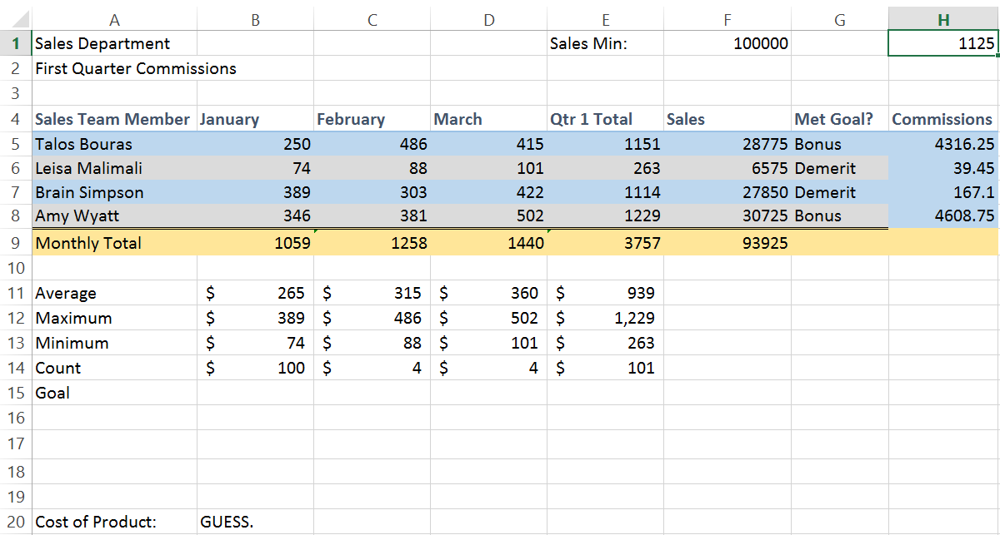 A B C D E F G H
1 Sales Department Sales Min: 100000 1125
2 First Quarter Commissions
3
4 Sales Team Member January February March Qtr 1 Total Sales Met Goal? Commissions
5 Talos Bouras 250 486 415 1151 28775 Bonus 4316.25
6 Leisa Malimali 74 88 101 263 6575 Demerit 39.45
7 Brain Simpson 389 303 422 1114 27850 Demerit 167.1
8 Amy Wyatt 346 381 502 1229 30725 Bonus 4608.75
9 Monthly Total 1059 1258 1440 3757 93925
10
11 Average $ 265 $ 315 $ 360 $ 939
12 Maximum $ 389 $ 486 $ 502 $ 1,229
13 Minimum $ 74 $ 88 $ 101 $ 263
14 Count $ 100 $ 4 $ 4 $ 101
15 Goal
16
17
18
19
20 Cost of Product: GUESS.